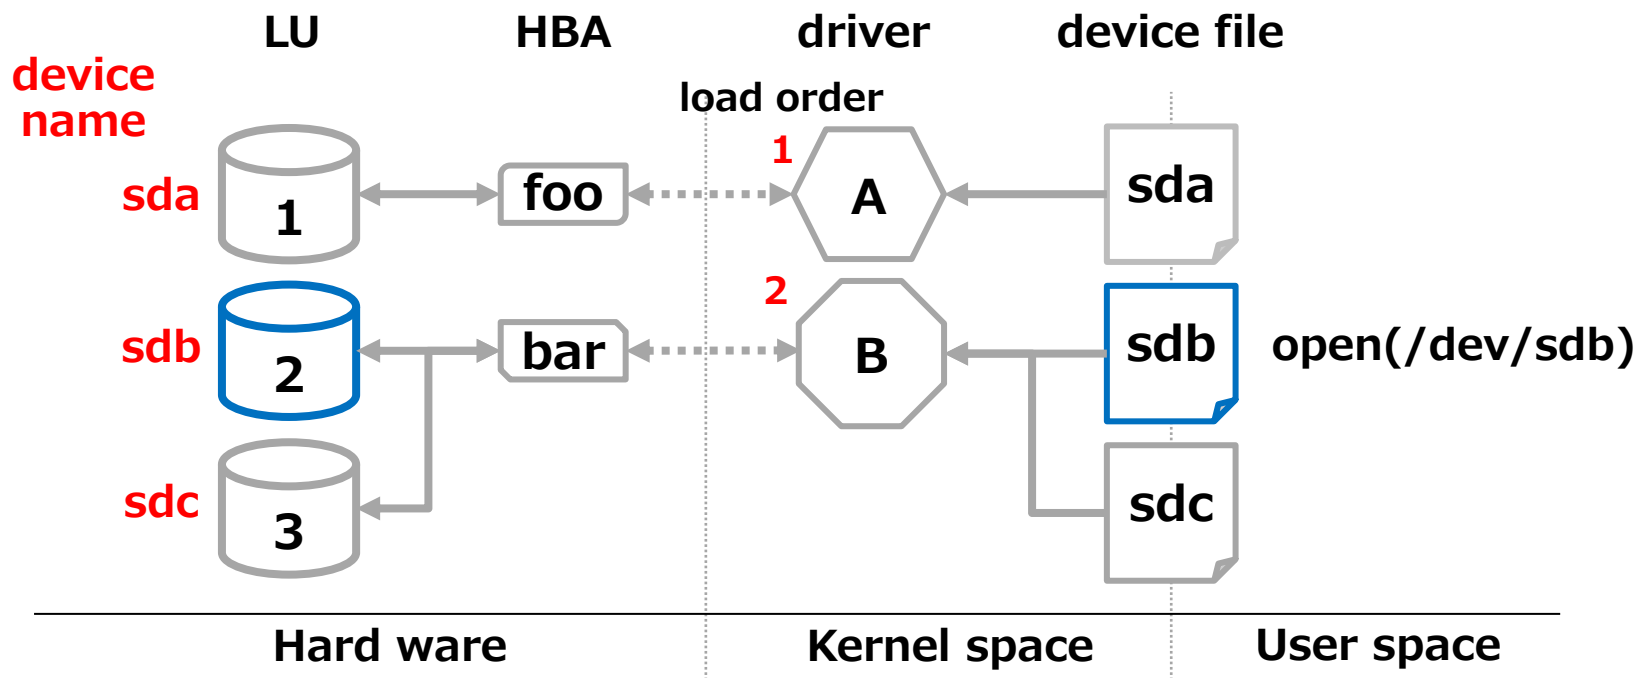 LU HBA driver device file
device
name
load order
1
sda 1 foo A sda
2
sdb 2 bar B sdb open(/dev/sdb)
sdc 3 sdc
Hard ware Kernel space User space